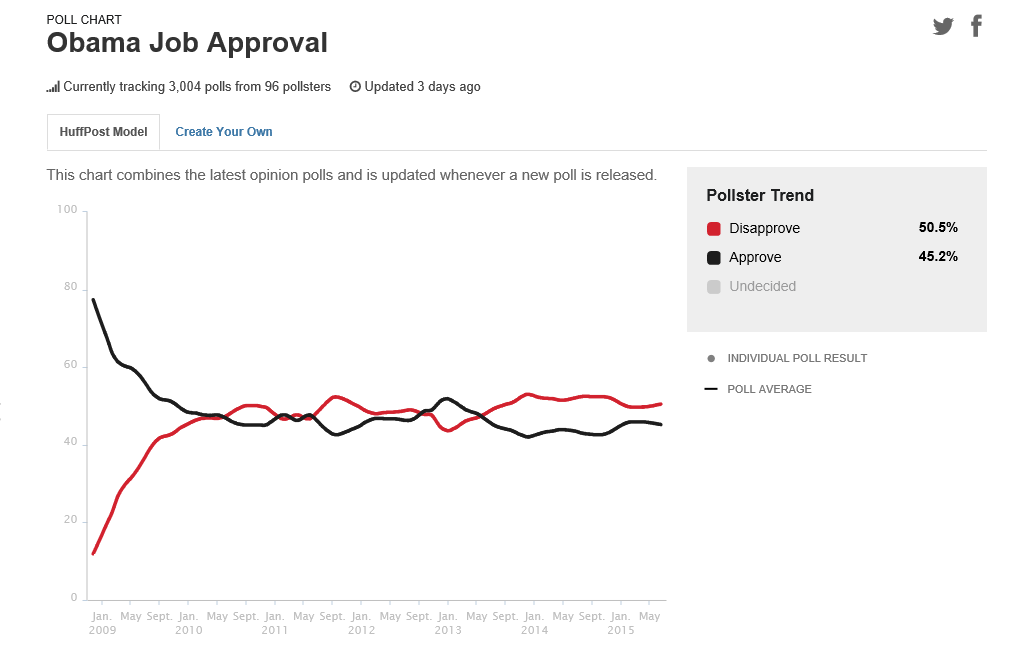 POLL CHART
Obama Job Approval
Currently tracking 3,004 polls from 96 pollsters Updated 3 days ago
HuffPost Model Create Your Own
This chart combines the latest opinion polls and is updated whenever a new poll is released.
Pollster Trend
Disapprove 50.5%
Approve 45.2%
Undecided
INDIVIDUAL POLL RESULT
POLL AVERAGE
100
80
60
40
20
0
Jan. May Sept. Jan. May Sept. Jan. May Sept. Jan. May Sept. Jan. May Sept. Jan. May Sept. Jan. May
2009 2010 2011 2012 2013 2014 2015